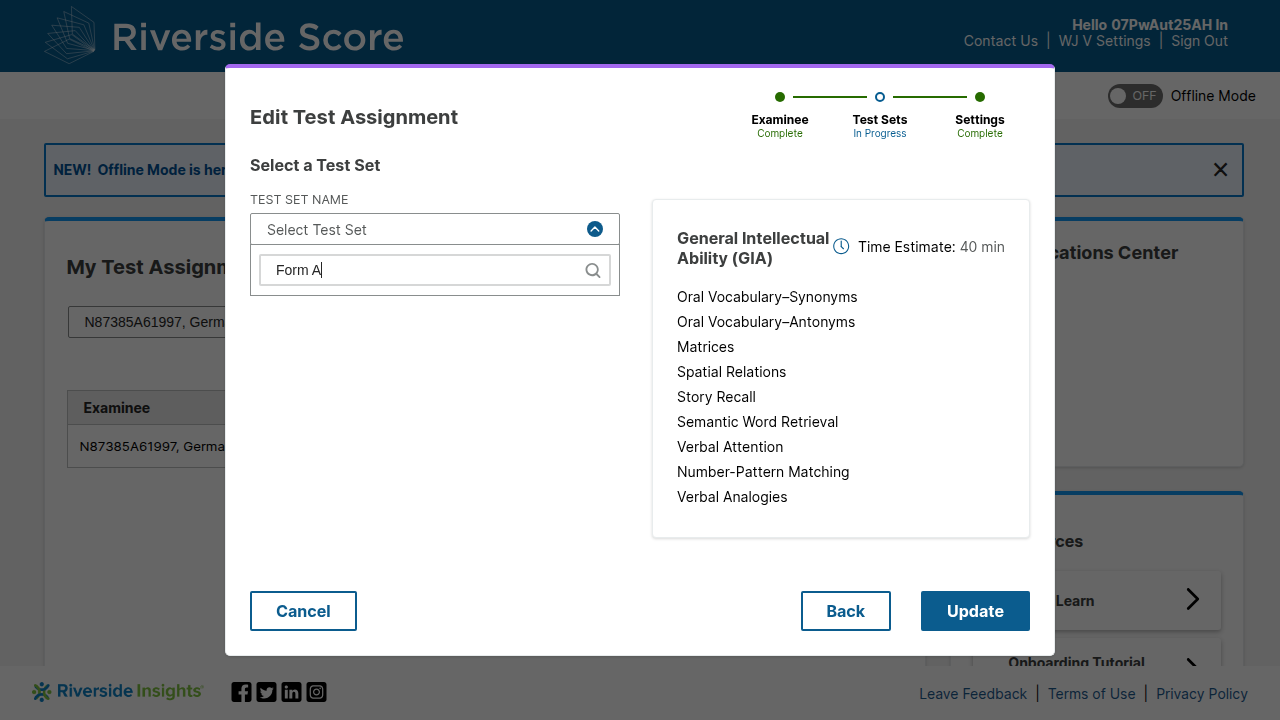 Riverside Score
Hello 07PwAut25AH In
Contact Us | WJ V Settings | Sign Out
OFF Offline Mode
NEW! Offline Mode is her
My Test Assignm
N87385A61997, Germ
Examinee
N87385A61997, Germa
Edit Test Assignment
Examinee
Complete
Test Sets
In Progress
Settings
Complete
Select a Test Set
TEST SET NAME
Select Test Set
Form A
General Intellectual
Ability (GIA)
Time Estimate: 40 min
Oral Vocabulary–Synonyms
Oral Vocabulary–Antonyms
Matrices
Spatial Relations
Story Recall
Semantic Word Retrieval
Verbal Attention
Number-Pattern Matching
Verbal Analogies
Cancel
Back
Update
cations Center
ces
Learn
Onboarding Tutorial
Riverside Insights
Leave Feedback | Terms of Use | Privacy Policy